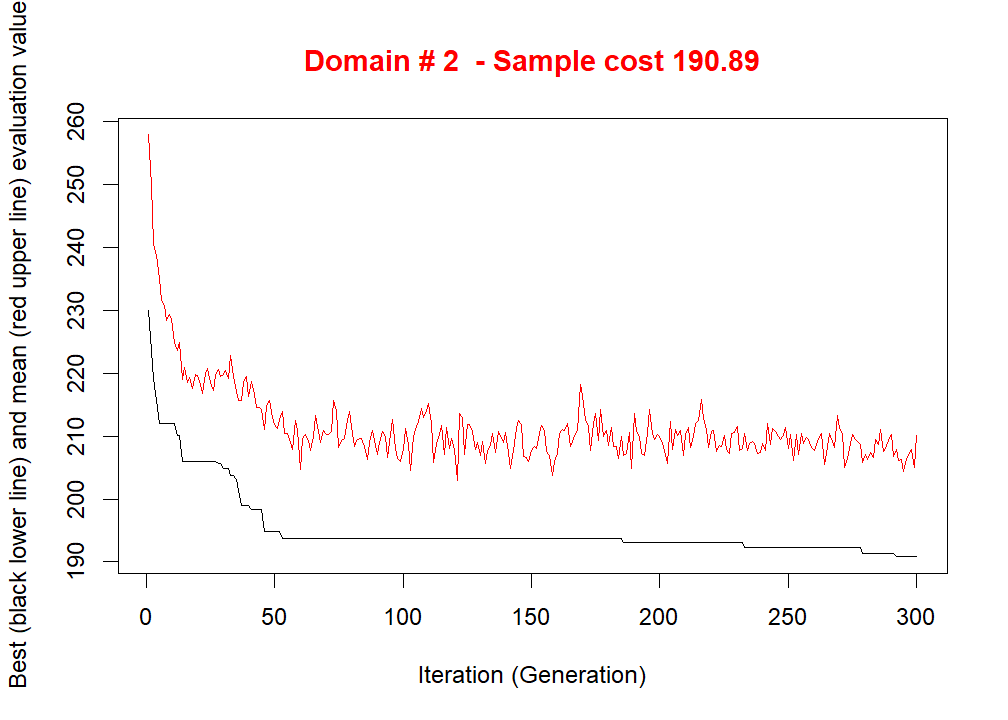 Domain # 2  - Sample cost 190.89
Best (black lower line) and mean (red upper line) evaluation value
260
250
240
230
220
210
200
190
0 50 100 150 200 250 300
Iteration (Generation)